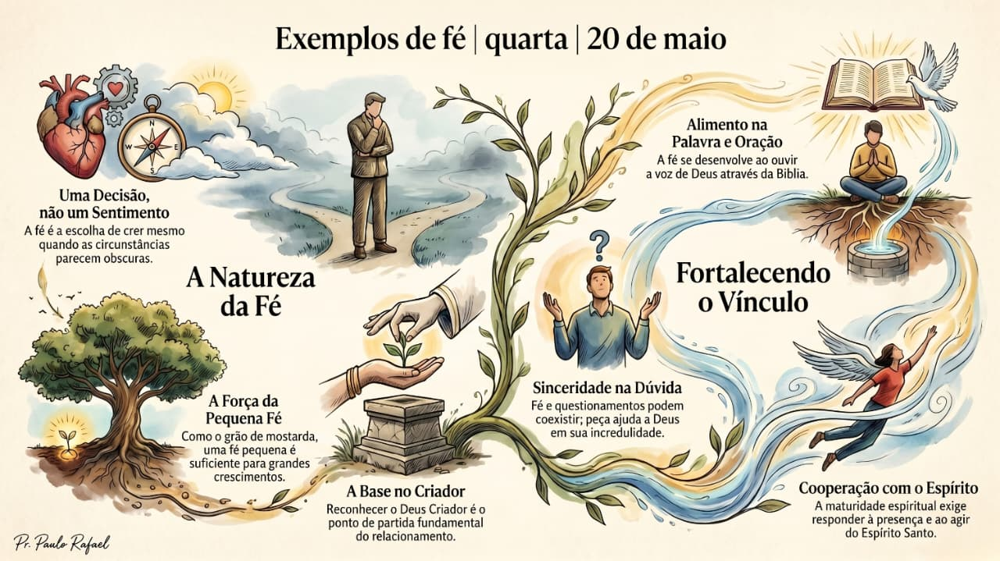 Exemplos de fé | quarta | 20 de maio
Uma Decisão,
não um Sentimento
A fé é a escolha de crer mesmo
quando as circunstâncias
parecem obscuras.
A Natureza
da Fé
A Força da
Pequena Fé
Como o grão de mostarda,
uma fé pequena é
suficiente para grandes
crescimentos.
A Base no Criador
Reconhecer o Deus Criador é o
ponto de partida fundamental
do relacionamento.
Alimento na
Palavra e Oração
A fé se desenvolve ao ouvir
a voz de Deus através da Biblia.
Fortalecendo
o Vínculo
?
Sinceridade na Dúvida
Fé e questionamentos podem
coexistir; peça ajuda a Deus
em sua incredulidade.
Cooperação com o Espírito
A maturidade espiritual exige
responder à presença e ao agir
do Espírito Santo.
N
W
E
S
Pr. Paulo Rafael